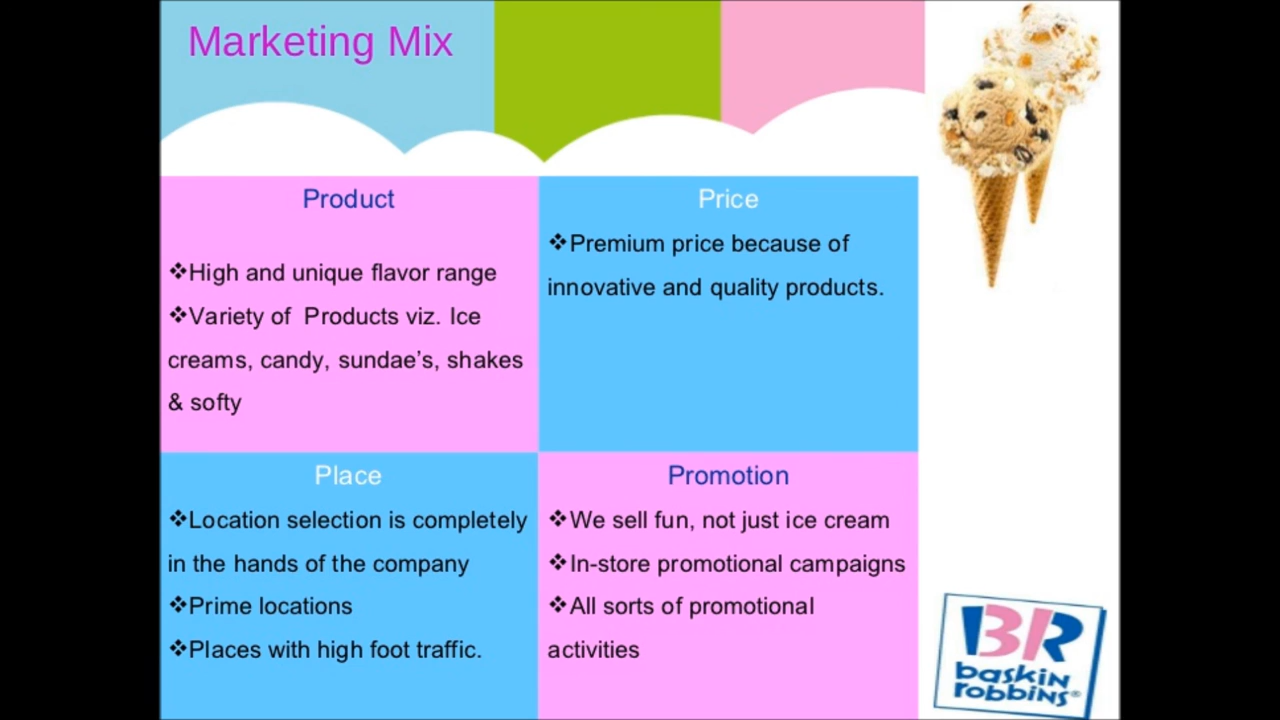 Marketing Mix
Product
❖High and unique flavor range
❖Variety of  Products viz. Ice
creams, candy, sundae’s, shakes
& softy
Price
❖Premium price because of
innovative and quality products.
Place
❖Location selection is completely
in the hands of the company
❖Prime locations
❖Places with high foot traffic.
Promotion
❖We sell fun, not just ice cream
❖In-store promotional campaigns
❖All sorts of promotional
activities
BR
baskin
robbins®